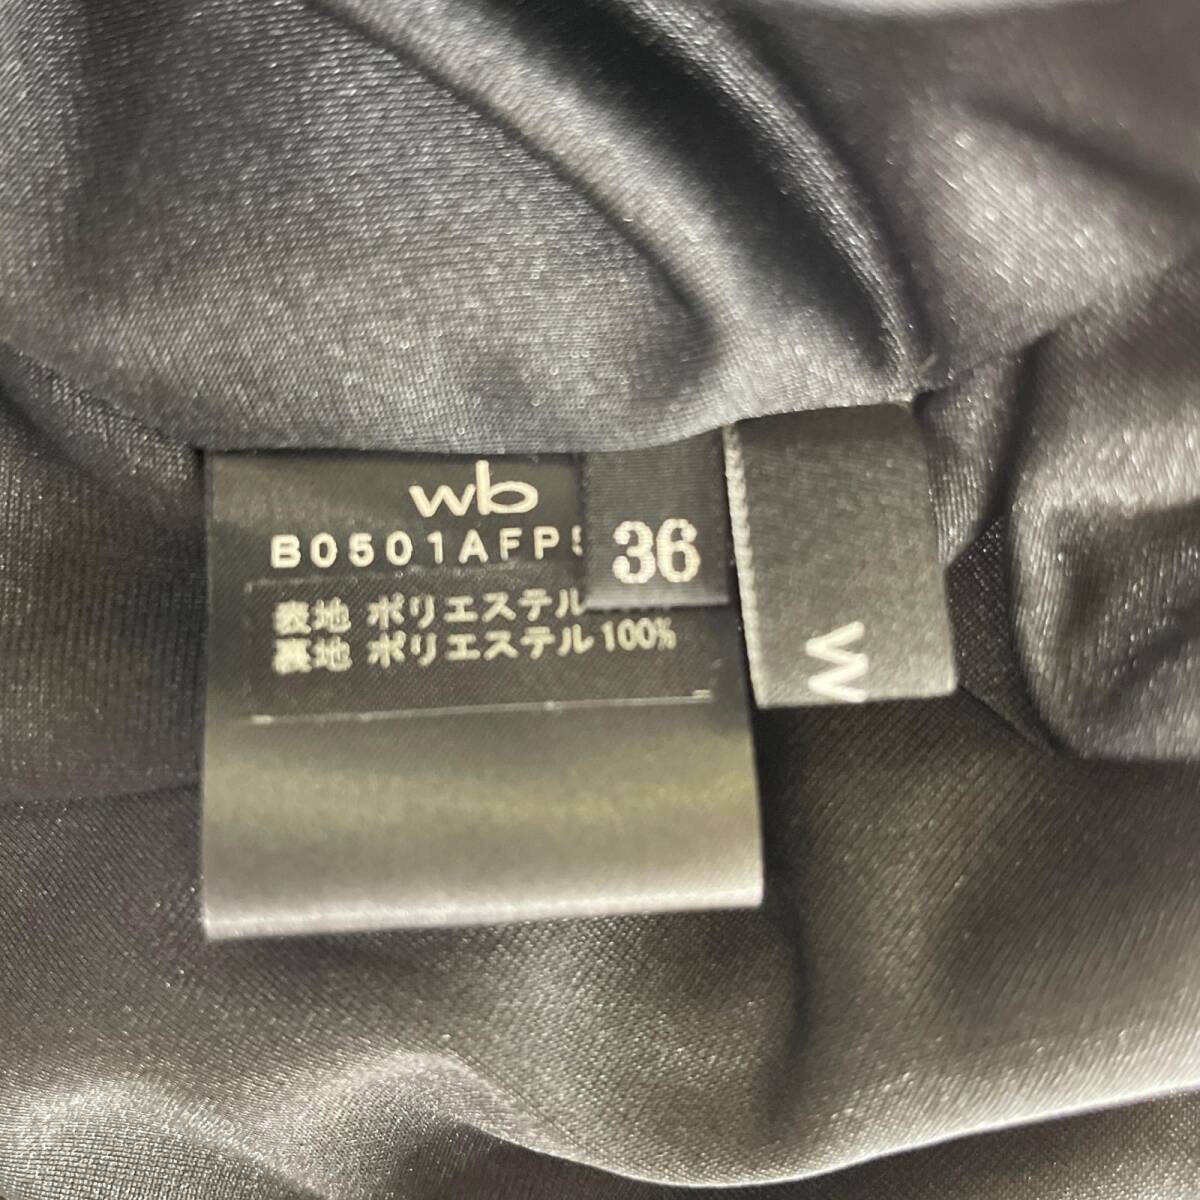 wb
B0501AFP
36
表地 ポリエステル
裏地 ポリエステル 100%
W